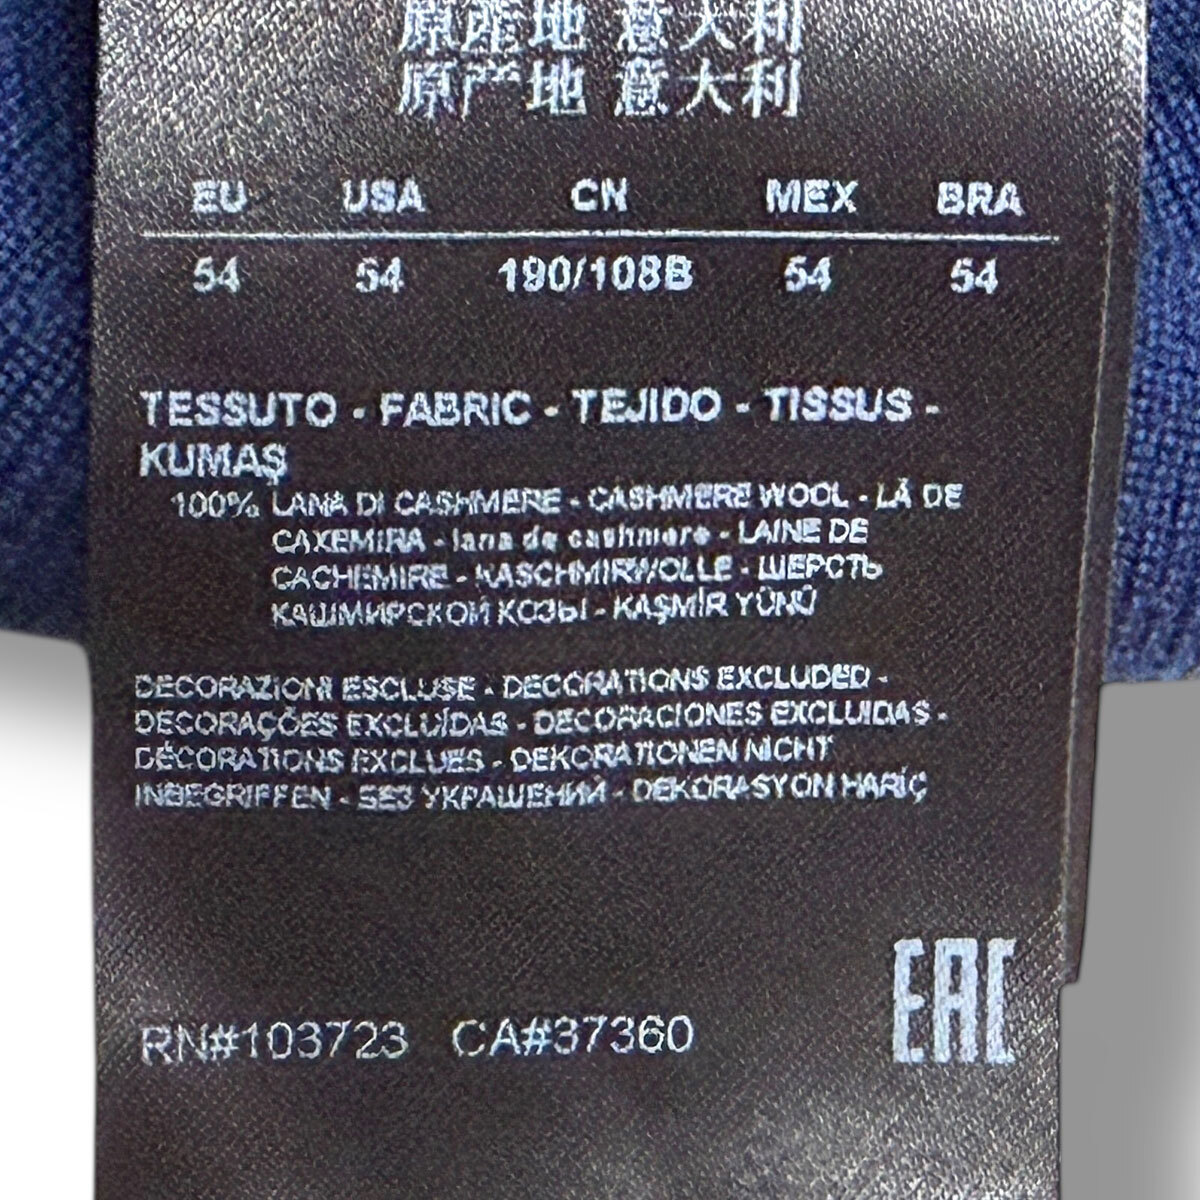 原産地 意大利
原产地 意大利
EU USA CN MEX BRA
54 54 190/108B 54 54
TESSUTO - FABRIC - TEJIDO - TISSUS -
KUMAŞ
100% LANA DI CASHMERE - CASHMERE WOOL - LÃ DE
CAXEMIRA - lana de cashmere - LAINE DE
CACHEMIRE - KASCHMIRWOLLE - ШЕРСТЬ
КАШМИРСКОЙ КОЗЫ - KAŞMİR YÜNÜ
DECORAZIONI ESCLUSE - DECORATIONS EXCLUDED -
DECORAÇÕES EXCLUÍDAS - DECORACIONES EXCLUIDAS -
DÉCORATIONS EXCLUES - DEKORATIONEN NICHT
INBEGRIFFEN - БЕЗ УКРАШЕНИЙ - DEKORASYON HARİÇ
RN#103723 CA#37360
EAC